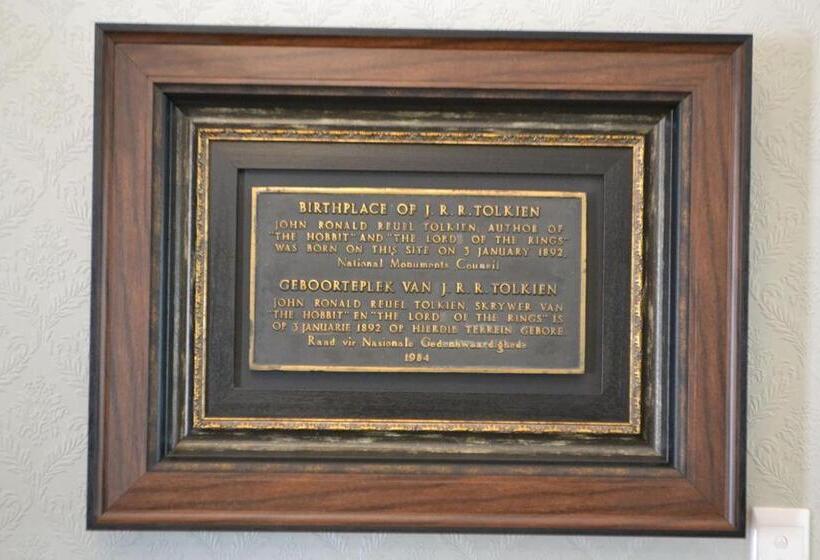 BIRTHPLACE OF J. R. R. TOLKIEN
JOHN RONALD REUEL TOLKIEN, AUTHOR OF
"THE HOBBIT" AND "THE LORD OF THE RINGS"
WAS BORN ON THIS SITE ON 3 JANUARY 1892.
National Monuments Council
GEBOORTEPLEK VAN J. R. R. TOLKIEN
JOHN RONALD REUEL TOLKIEN, SKRYWER VAN
"THE HOBBIT" EN "THE LORD OF THE RINGS" IS
OP 3 JANUARIE 1892 OP HIERDIE TERREIN GEBORE
Raad vir Nasionale Gedenkwaardighede
1984